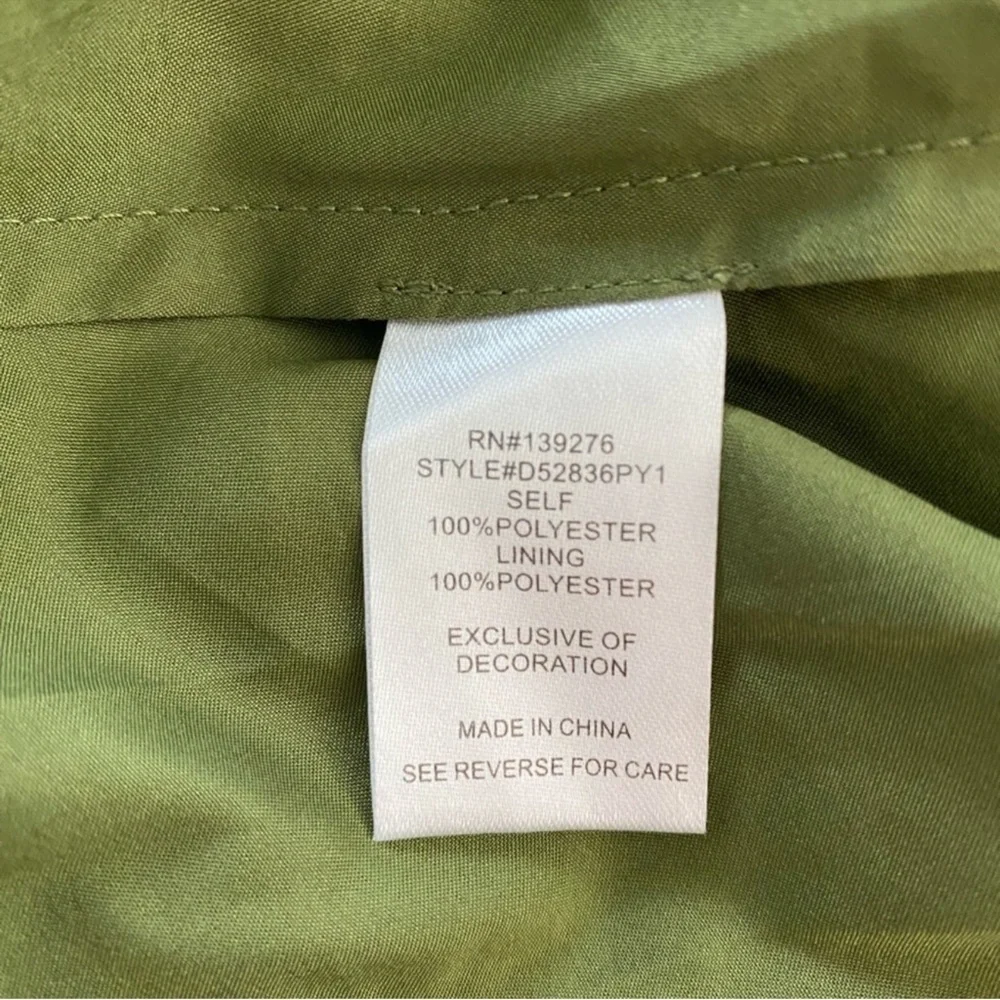 RN#139276
STYLE#D52836PY1
SELF
100%POLYESTER
LINING
100%POLYESTER
EXCLUSIVE OF
DECORATION
MADE IN CHINA
SEE REVERSE FOR CARE